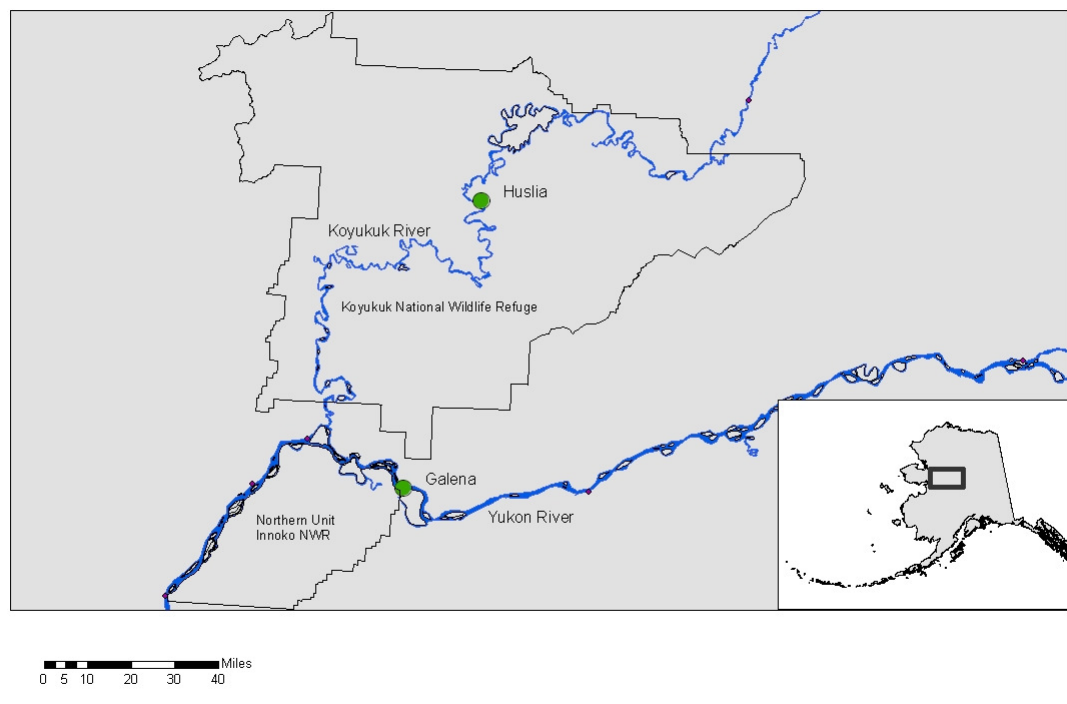 Huslia
Koyukuk River
Koyukuk National Wildlife Refuge
Galena
Yukon River
Northern Unit
Innoko NWR
Miles
0 5 10 20 30 40